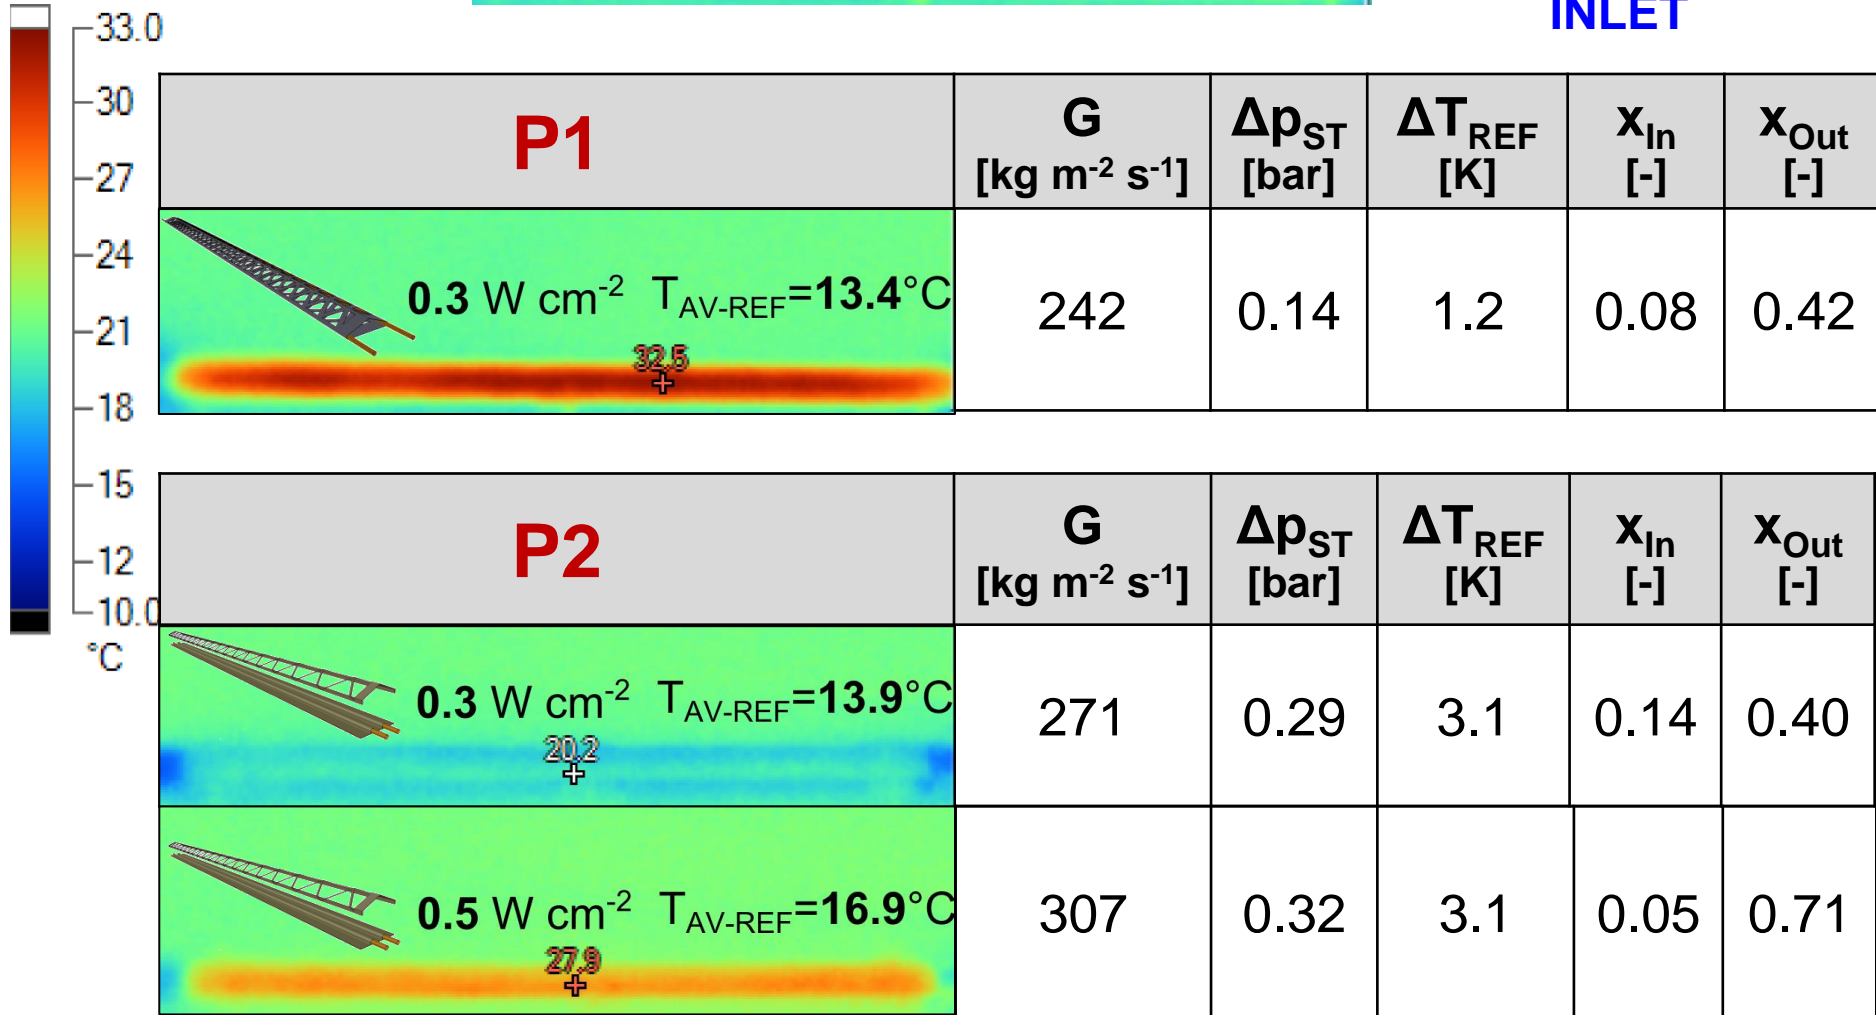 INLET
33.0
30
27
24
21
18
15
12
10.0
°C
P1
G [kg m-2 s-1]
ΔpST [bar]
ΔTREF [K]
xIn [-]
xOut [-]
0.3 W cm-2 TAV-REF=13.4°C
32,5
242
0.14
1.2
0.08
0.42
P2
G [kg m-2 s-1]
ΔpST [bar]
ΔTREF [K]
xIn [-]
xOut [-]
0.3 W cm-2 TAV-REF=13.9°C
20,2
271
0.29
3.1
0.14
0.40
0.5 W cm-2 TAV-REF=16.9°C
27,9
307
0.32
3.1
0.05
0.71